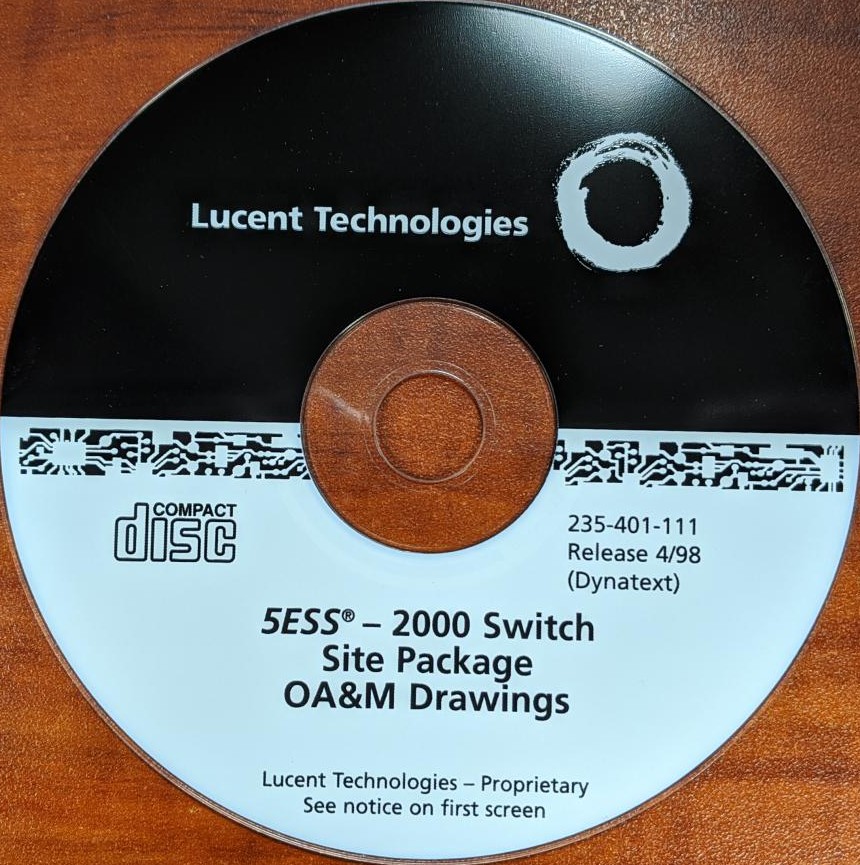 Lucent Technologies
COMPACT
disc
235-401-111
Release 4/98
(Dynatext)
5ESS® – 2000 Switch
Site Package
OA&M Drawings
Lucent Technologies – Proprietary
See notice on first screen